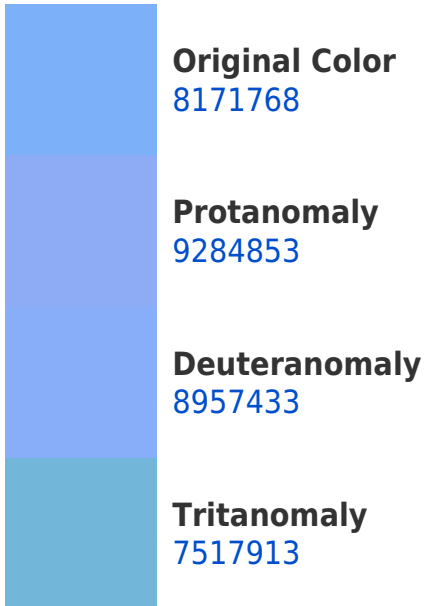 Original Color
8171768
Protanomaly
9284853
Deuteranomaly
8957433
Tritanomaly
7517913